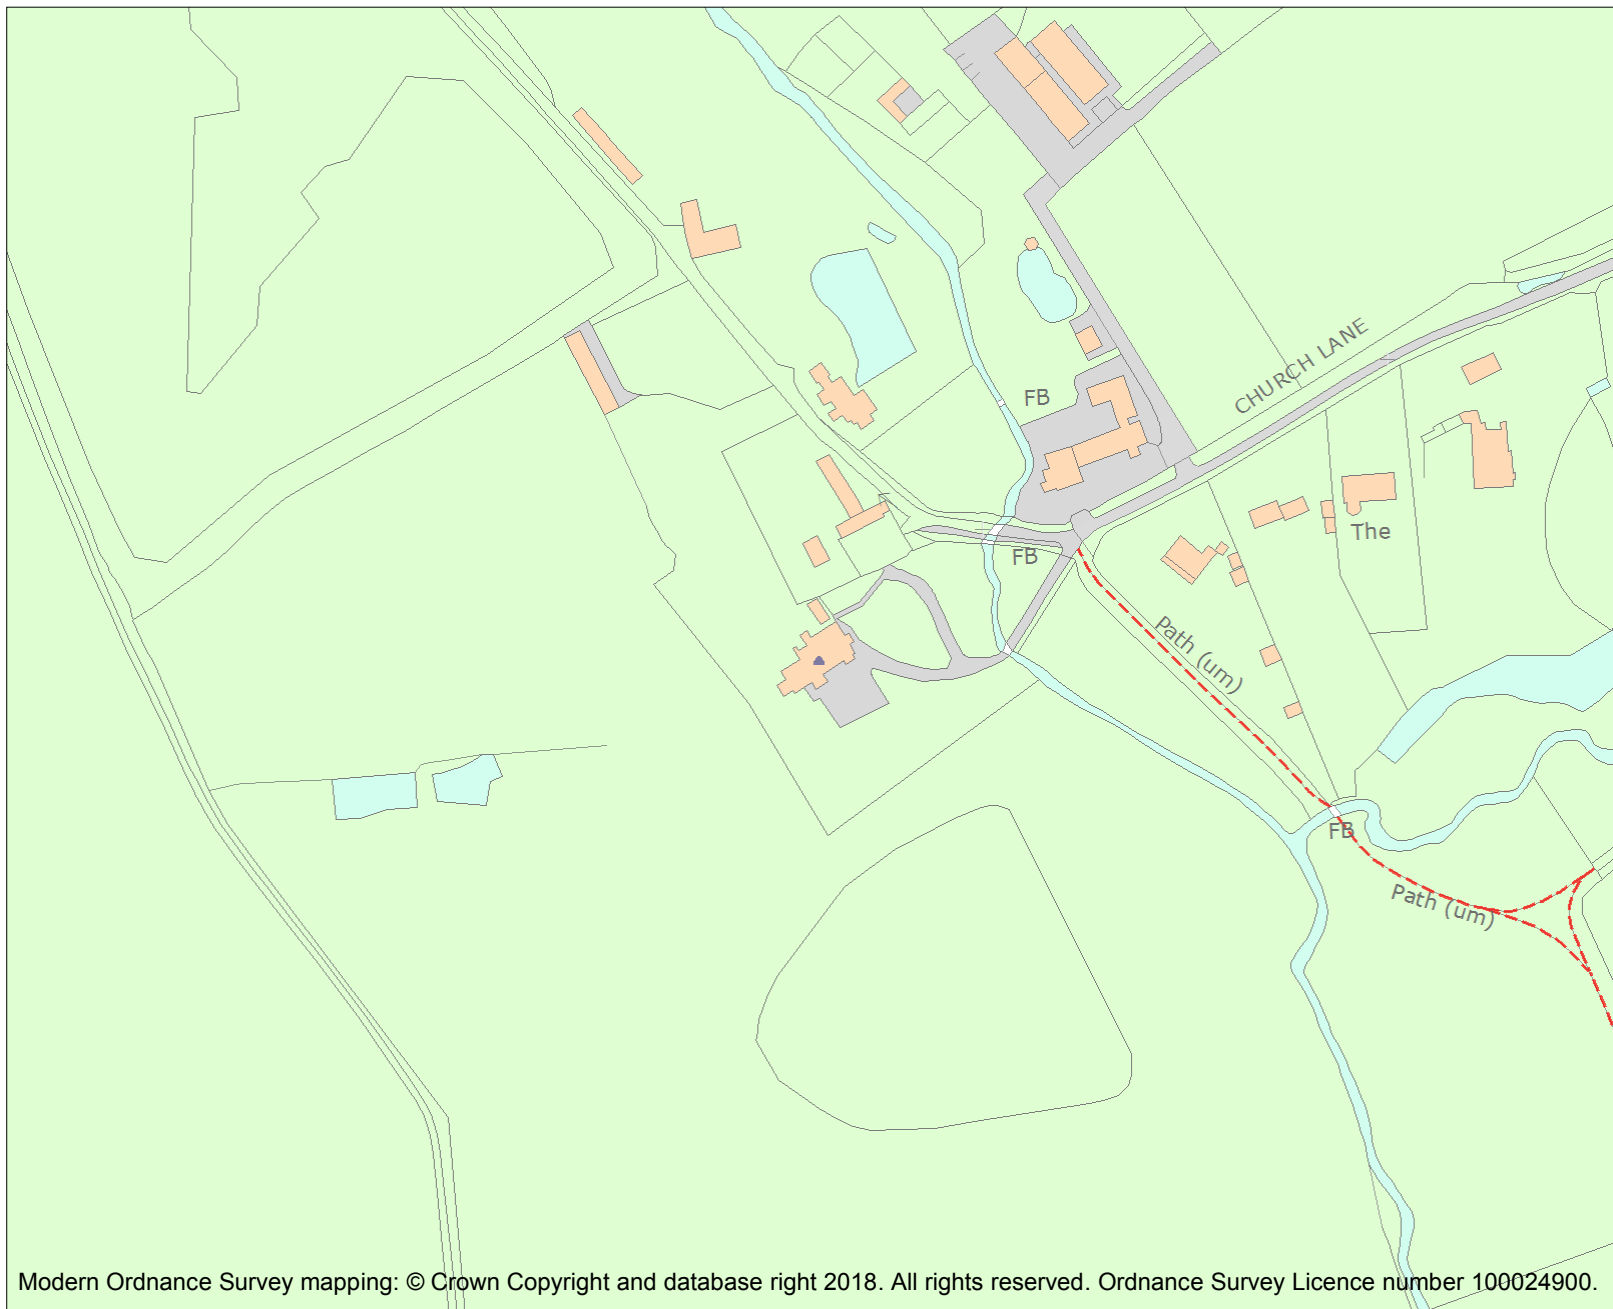 CHURCH LANE
FB
The
FB
Path (um)
FB
Path (um)
Modern Ordnance Survey mapping: © Crown Copyright and database right 2018. All rights reserved. Ordnance Survey Licence number 100024900.